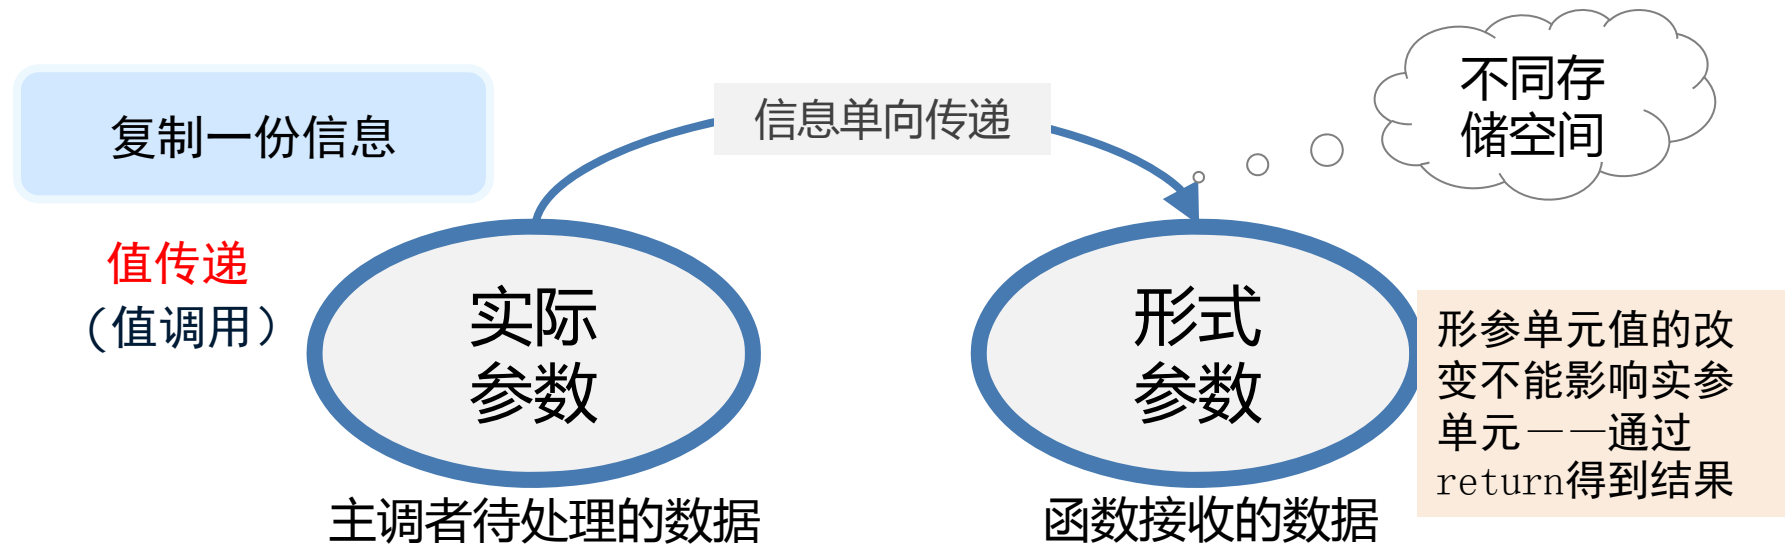 复制一份信息
信息单向传递
不同存
储空间
值传递
（值调用）
实际
参数
形式
参数
形参单元值的改
变不能影响实参
单元——通过
return得到结果
主调者待处理的数据
函数接收的数据